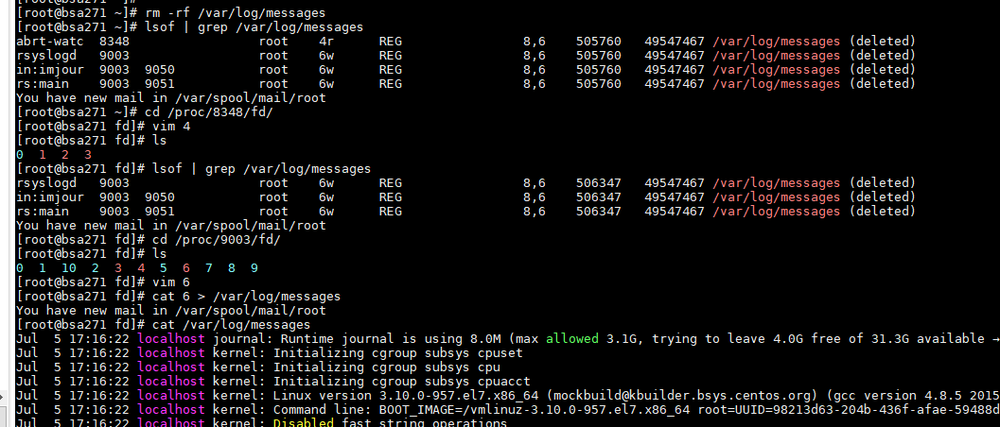 [root@bsa271 ~]#
[root@bsa271 ~]# rm -rf /var/log/messages
[root@bsa271 ~]# lsof | grep /var/log/messages
abrt-watc  8348                 root    4r      REG                8,6    505760   49547467 /var/log/messages (deleted)
rsyslogd   9003                 root    6w      REG                8,6    505760   49547467 /var/log/messages (deleted)
in:imjour  9003  9050           root    6w      REG                8,6    505760   49547467 /var/log/messages (deleted)
rs:main    9003  9051           root    6w      REG                8,6    505760   49547467 /var/log/messages (deleted)
You have new mail in /var/spool/mail/root
[root@bsa271 ~]# cd /proc/8348/fd/
[root@bsa271 fd]# vim 4
[root@bsa271 fd]# ls
0  1  2  3
[root@bsa271 fd]# lsof | grep /var/log/messages
rsyslogd   9003                 root    6w      REG                8,6    506347   49547467 /var/log/messages (deleted)
in:imjour  9003  9050           root    6w      REG                8,6    506347   49547467 /var/log/messages (deleted)
rs:main    9003  9051           root    6w      REG                8,6    506347   49547467 /var/log/messages (deleted)
You have new mail in /var/spool/mail/root
[root@bsa271 fd]# cd /proc/9003/fd/
[root@bsa271 fd]# ls
0  1  10  2  3  4  5  6  7  8  9
[root@bsa271 fd]# vim 6
[root@bsa271 fd]# cat 6 > /var/log/messages
You have new mail in /var/spool/mail/root
[root@bsa271 fd]# cat /var/log/messages
Jul  5 17:16:22 localhost journal: Runtime journal is using 8.0M (max allowed 3.1G, trying to leave 4.0G free of 31.3G available →
Jul  5 17:16:22 localhost kernel: Initializing cgroup subsys cpuset
Jul  5 17:16:22 localhost kernel: Initializing cgroup subsys cpu
Jul  5 17:16:22 localhost kernel: Initializing cgroup subsys cpuacct
Jul  5 17:16:22 localhost kernel: Linux version 3.10.0-957.el7.x86_64 (mockbuild@kbuilder.bsys.centos.org) (gcc version 4.8.5 2015
Jul  5 17:16:22 localhost kernel: Command line: BOOT_IMAGE=/vmlinuz-3.10.0-957.el7.x86_64 root=UUID=98213d63-204b-436f-afae-59488d
Jul  5 17:16:22 localhost kernel: Disabled fast string operations